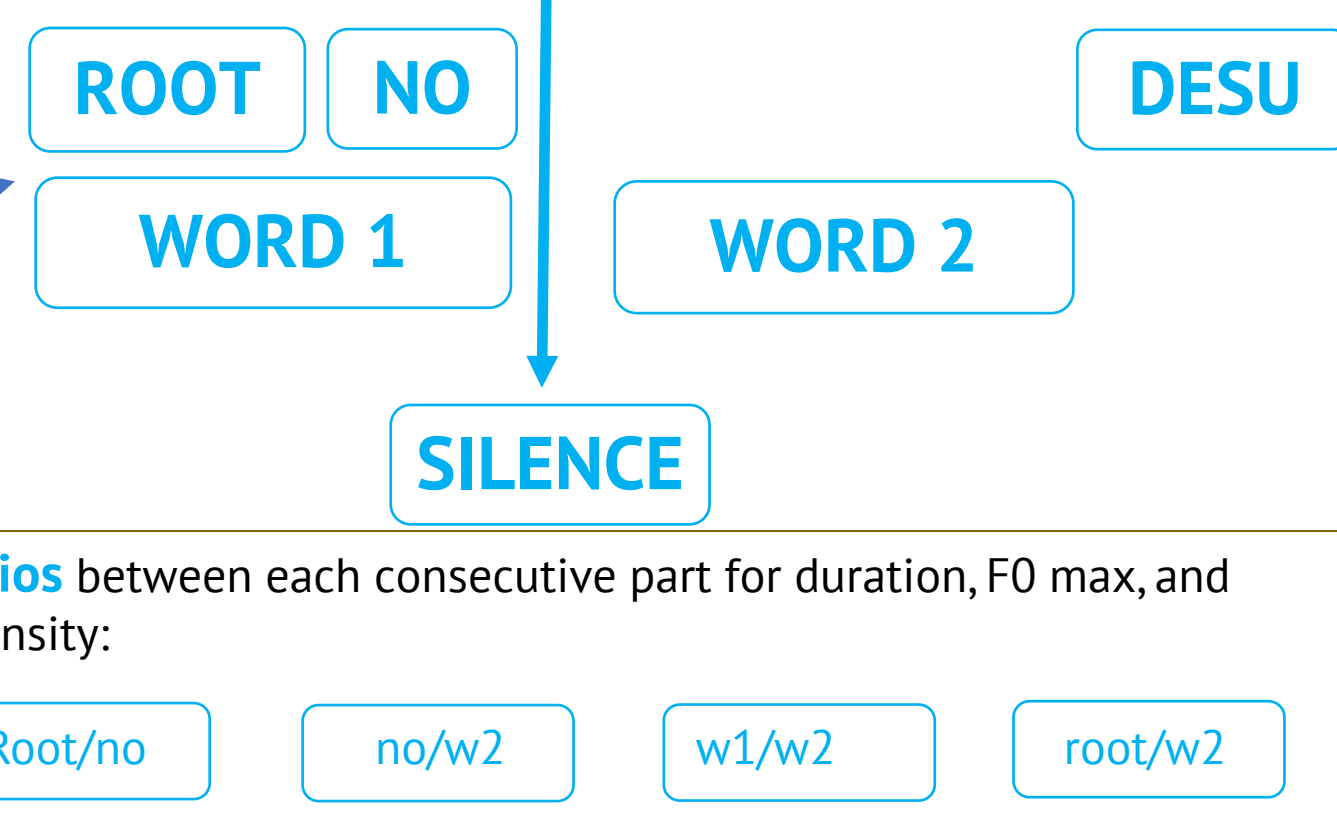 ROOT NO DESU
WORD 1 WORD 2
SILENCE
ios between each consecutive part for duration, F0 max, and
nsity:
Root/no no/w2 w1/w2 root/w2